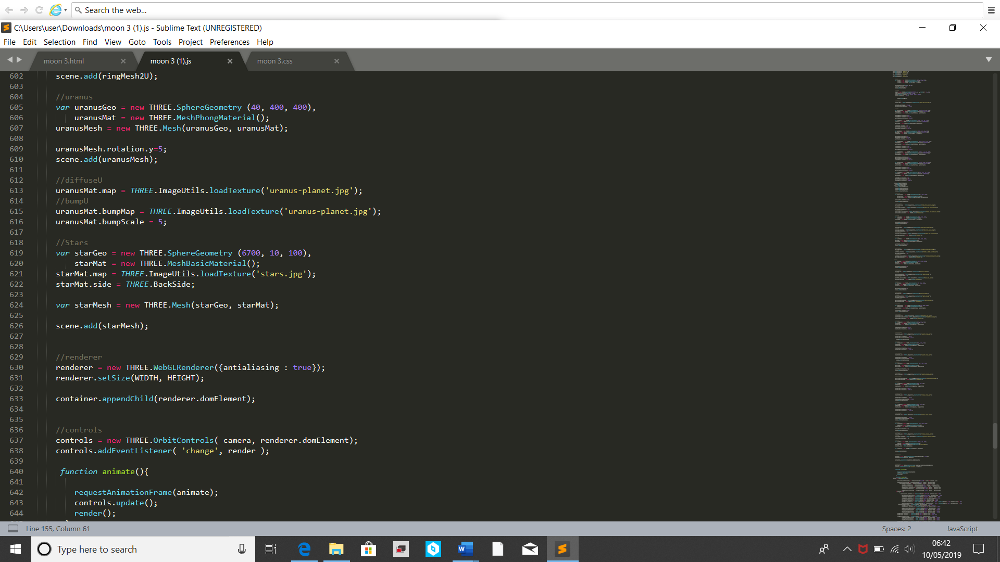 Search the web...
C:\Users\user\Downloads\moon 3 (1).js - Sublime Text (UNREGISTERED)
File Edit Selection Find View Goto Tools Project Preferences Help
moon 3.html moon 3 (1).js moon 3.css
602 scene.add(ringMesh2U);
603
604 //uranus
605 var uranusGeo = new THREE.SphereGeometry (40, 400, 400),
606 uranusMat = new THREE.MeshPhongMaterial();
607 uranusMesh = new THREE.Mesh(uranusGeo, uranusMat);
608
609 uranusMesh.rotation.y=5;
610 scene.add(uranusMesh);
611
612 //diffuseU
613 uranusMat.map = THREE.ImageUtils.loadTexture('uranus-planet.jpg');
614 //bumpU
615 uranusMat.bumpMap = THREE.ImageUtils.loadTexture('uranus-planet.jpg');
616 uranusMat.bumpScale = 5;
617
618 //Stars
619 var starGeo = new THREE.SphereGeometry (6700, 10, 100),
620 starMat = new THREE.MeshBasicMaterial();
621 starMat.map = THREE.ImageUtils.loadTexture('stars.jpg');
622 starMat.side = THREE.BackSide;
623
624 var starMesh = new THREE.Mesh(starGeo, starMat);
625
626 scene.add(starMesh);
627
628
629 //renderer
630 renderer = new THREE.WebGLRenderer({antialiasing : true});
631 renderer.setSize(WIDTH, HEIGHT);
632
633 container.appendChild(renderer.domElement);
634
635
636 //controls
637 controls = new THREE.OrbitControls( camera, renderer.domElement);
638 controls.addEventListener( 'change', render );
639
640 function animate(){
641
642 requestAnimationFrame(animate);
643 controls.update();
644 render();
Line 155, Column 61 Spaces: 2 JavaScript
Type here to search
06:42
10/05/2019